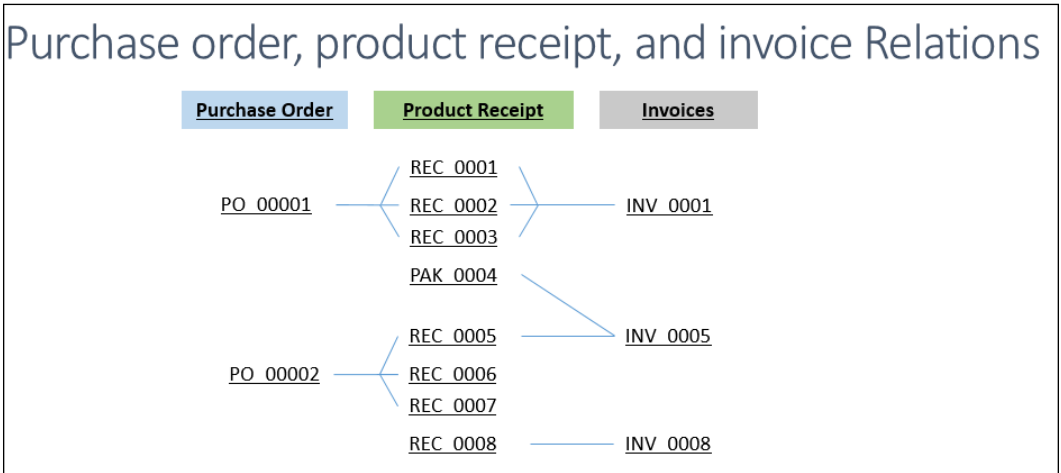 Purchase order, product receipt, and invoice Relations
Purchase Order Product Receipt Invoices
REC_0001
PO_00001 REC_0002 INV_0001
REC_0003
PAK_0004
REC_0005 INV_0005
PO_00002 REC_0006
REC_0007
REC_0008 INV_0008